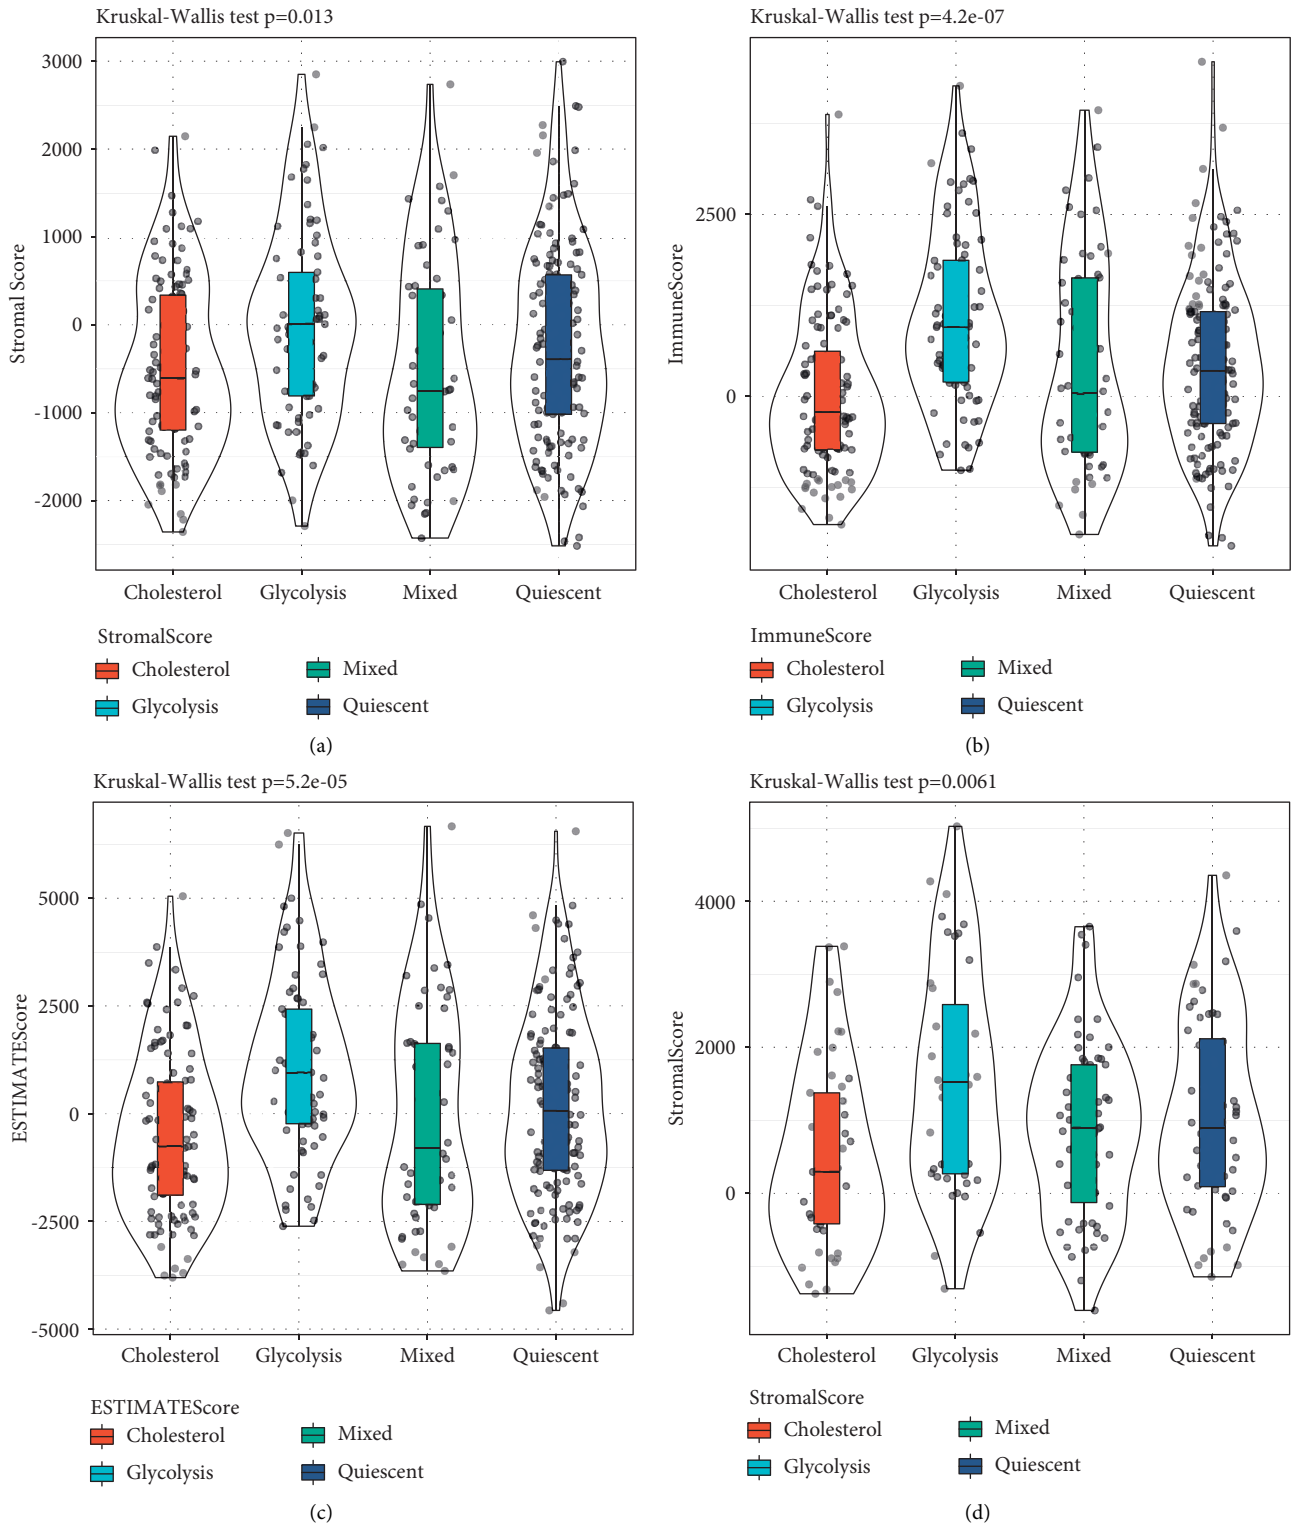 Kruskal-Wallis test p=0.013
Stromal Score
3000
2000
1000
0
-1000
-2000
Cholesterol Glycolysis Mixed Quiescent
StromalScore
Cholesterol Mixed
Glycolysis Quiescent
(a)
Kruskal-Wallis test p=4.2e-07
ImmuneScore
2500
0
Cholesterol Glycolysis Mixed Quiescent
ImmuneScore
Cholesterol Mixed
Glycolysis Quiescent
(b)
Kruskal-Wallis test p=5.2e-05
ESTIMATEScore
5000
2500
0
-2500
-5000
Cholesterol Glycolysis Mixed Quiescent
ESTIMATEScore
Cholesterol Mixed
Glycolysis Quiescent
(c)
Kruskal-Wallis test p=0.0061
StromalScore
4000
2000
0
Cholesterol Glycolysis Mixed Quiescent
StromalScore
Cholesterol Mixed
Glycolysis Quiescent
(d)